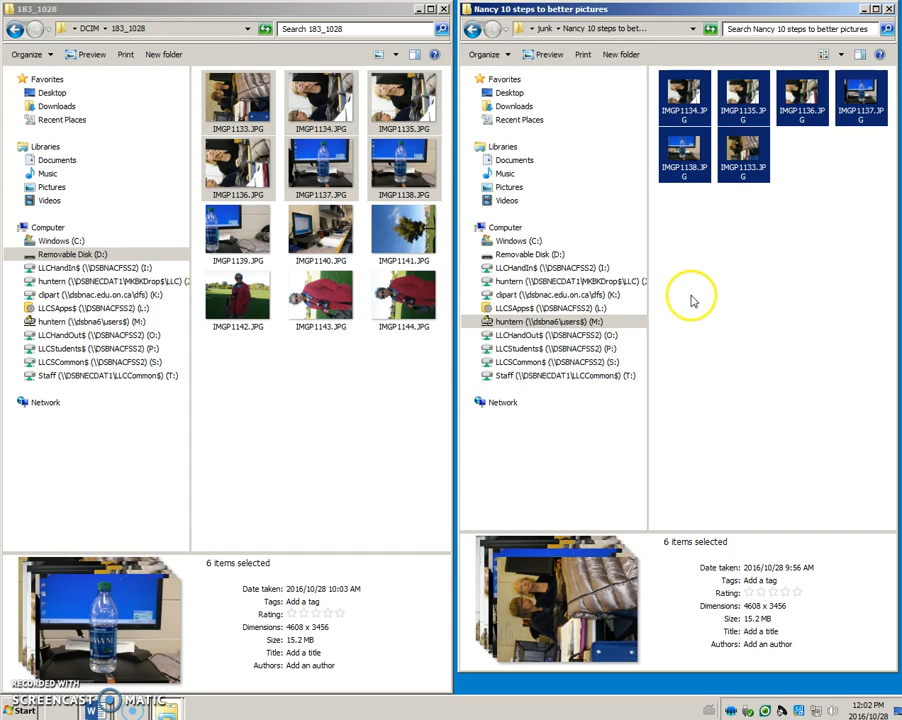 183_1028
DCIM 183_1028
Search 183_1028
Organize Preview Print New folder
Favorites
Desktop
Downloads
Recent Places
Libraries
Documents
Music
Pictures
Videos
Computer
Windows (C:)
Removable Disk (D:)
LLCHandIn$ (\\DSBNACFSS2) (I:)
huntern (\\DSBNECDAT1\MKBKDrop$\LLC) (J:
clipart (\\dsbnac.edu.on.ca\dfs) (K:)
LLCSApps$ (\\DSBNACFSS2) (L:)
huntern (\\dsbna6\users$) (M:)
LLCHandOut$ (\\DSBNACFSS2) (O:)
LLCStudents$ (\\DSBNACFSS2) (P:)
LLCSCommon$ (\\DSBNACFSS2) (S:)
Staff (\\DSBNECDAT1\LLCCommon$) (T:)
Network
IMGP1133.JPG IMGP1134.JPG IMGP1135.JPG
IMGP1136.JPG IMGP1137.JPG IMGP1138.JPG
IMGP1139.JPG IMGP1140.JPG IMGP1141.JPG
IMGP1142.JPG IMGP1143.JPG IMGP1144.JPG
6 items selected
Date taken: 2016/10/28 10:03 AM
Tags: Add a tag
Rating:
Dimensions: 4608 x 3456
Size: 15.2 MB
Title: Add a title
Authors: Add an author
Nancy 10 steps to better pictures
junk Nancy 10 steps to bet...
Search Nancy 10 steps to better pictures
Organize Preview Print New folder
Favorites
Desktop
Downloads
Recent Places
Libraries
Documents
Music
Pictures
Videos
Computer
Windows (C:)
Removable Disk (D:)
LLCHandIn$ (\\DSBNACFSS2) (I:)
huntern (\\DSBNECDAT1\MKBKDrop$\LLC) (J:
clipart (\\dsbnac.edu.on.ca\dfs) (K:)
LLCSApps$ (\\DSBNACFSS2) (L:)
huntern (\\dsbna6\users$) (M:)
LLCHandOut$ (\\DSBNACFSS2) (O:)
LLCStudents$ (\\DSBNACFSS2) (P:)
LLCSCommon$ (\\DSBNACFSS2) (S:)
Staff (\\DSBNECDAT1\LLCCommon$) (T:)
Network
IMGP1134.JP IMGP1135.JP IMGP1136.JP IMGP1137.JP
G G G G
IMGP1138.JP IMGP1133.JP
G G
6 items selected
Date taken: 2016/10/28 9:56 AM
Tags: Add a tag
Rating:
Dimensions: 4608 x 3456
Size: 15.2 MB
Title: Add a title
Authors: Add an author
RECORDED WITH
SCREENCAST MATIC
Start
12:02 PM
2016/10/28